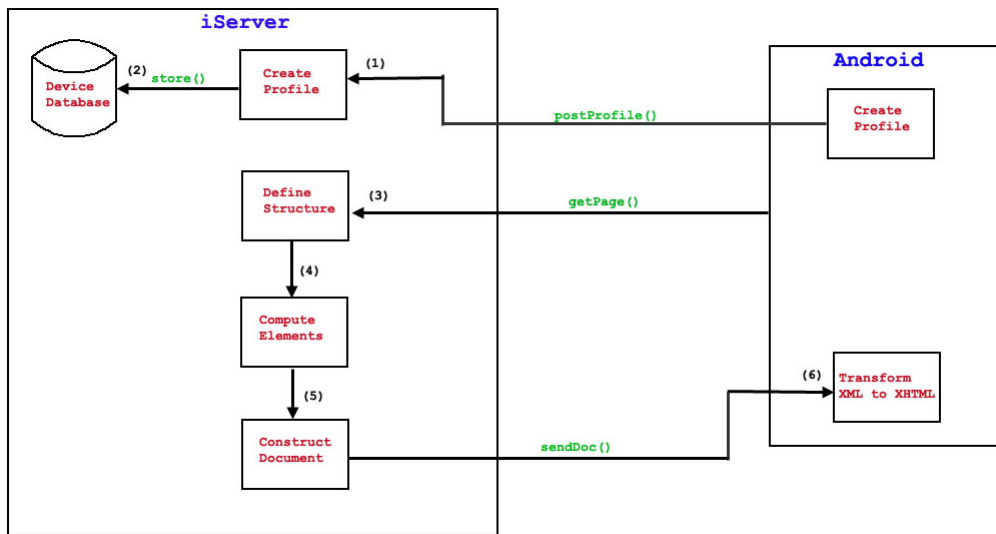 iServer
Android
(1)
(2)
store()
Create
Profile
Device
Database
postProfile()
Create
Profile
Define
Structure
(3)
getPage()
(4)
Compute
Elements
(5)
(6)
Transform
XML to XHTML
Construct
Document
sendDoc()